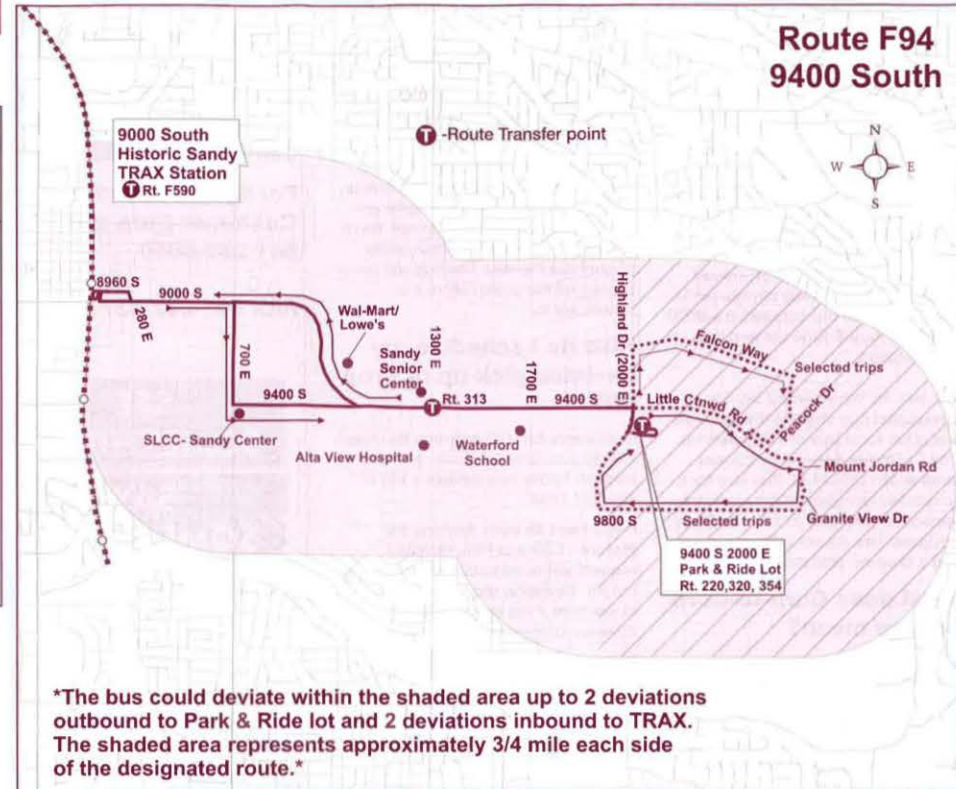 Route F94
9400 South
T -Route Transfer point
N
W E
S
9000 South
Historic Sandy
TRAX Station
T Rt. F590
8960 S
9000 S
280 E
700 E
9400 S
Wal-Mart/
Lowe's
Sandy
Senior
Center
1300 E
T Rt. 313
1700 E
9400 S
Highland Dr (2000 E)
Falcon Way
Selected trips
Peacock Dr
Little Ctnwd Rd
T
SLCC- Sandy Center
Alta View Hospital
Waterford
School
Mount Jordan Rd
9800 S
Selected trips
Granite View Dr
9400 S 2000 E
Park & Ride Lot
Rt. 220,320, 354
*The bus could deviate within the shaded area up to 2 deviations
outbound to Park & Ride lot and 2 deviations inbound to TRAX.
The shaded area represents approximately 3/4 mile each side
of the designated route.*